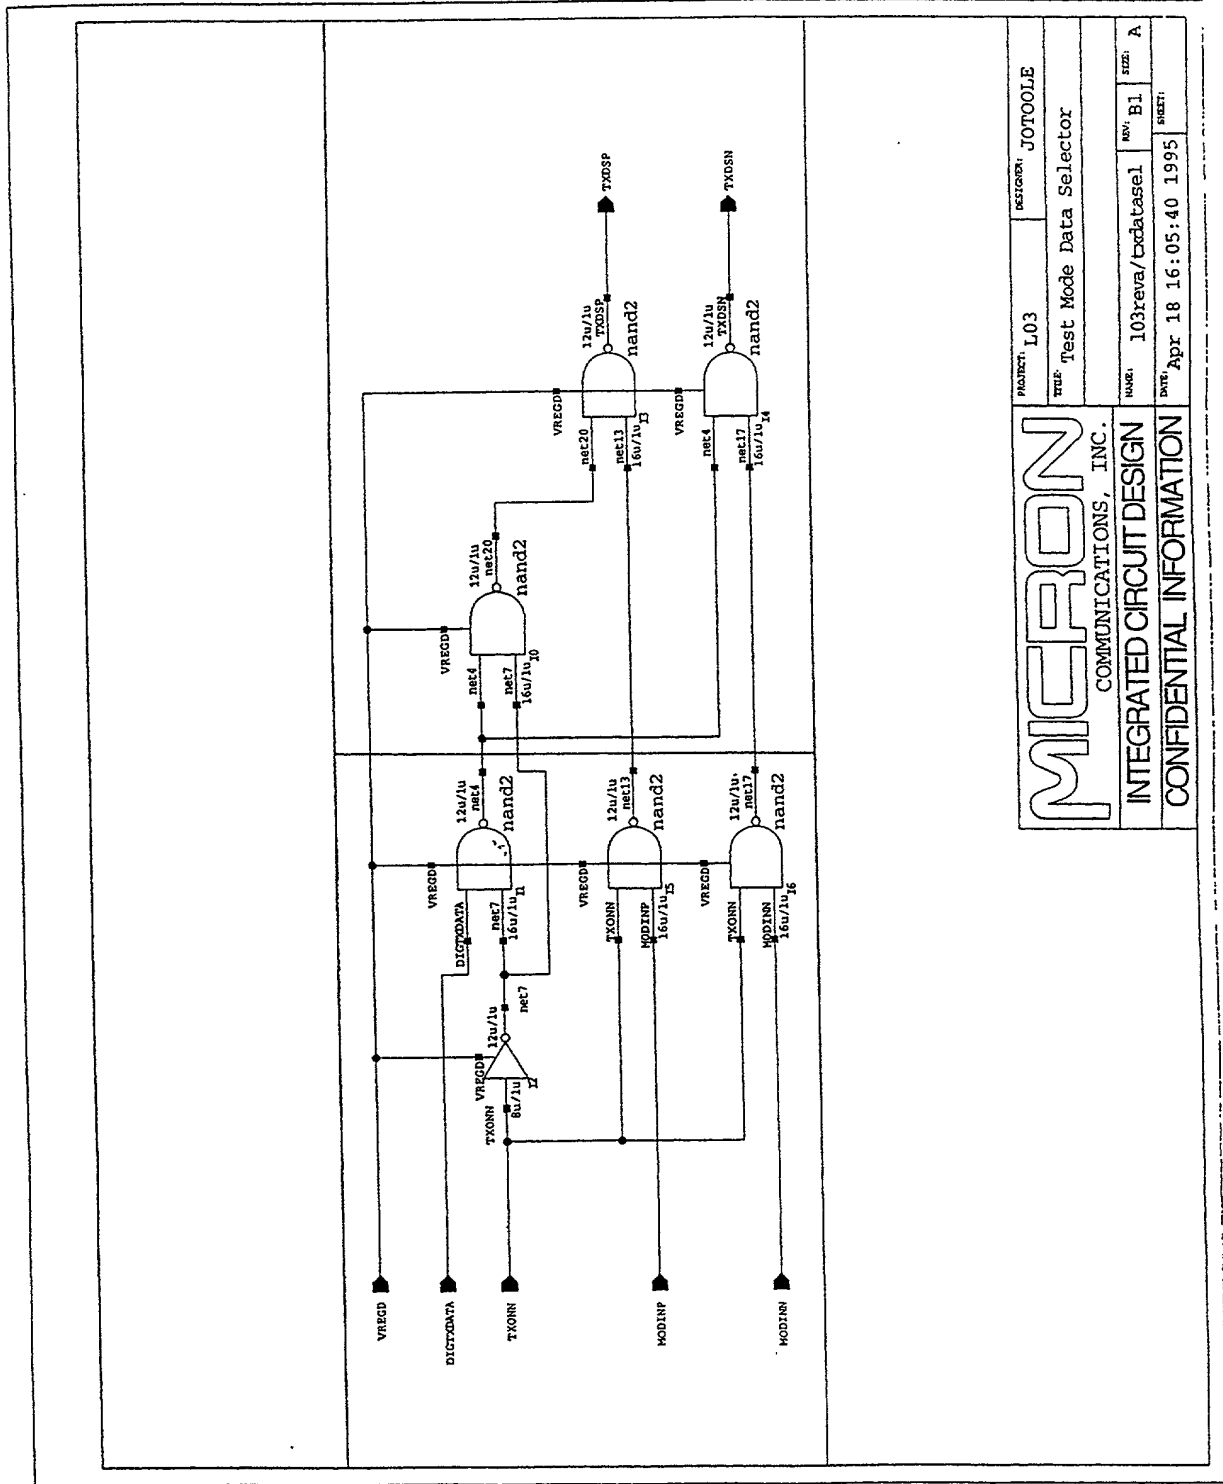 VREGD
DIGTXDATA
TXONN
MODINP
MODINN
TXONN
VREGD
8u/1u
I2
12u/1u
net7
VREGD
DIGTXDATA
net7
16u/1u
I1
12u/1u
net4
nand2
VREGD
TXONN
MODINP
16u/1u
I5
12u/1u
net13
nand2
VREGD
TXONN
MODINN
16u/1u
I6
12u/1u
net17
nand2
VREGD
net4
net7
16u/1u
I0
12u/1u
net20
nand2
VREGD
net20
net13
16u/1u
I3
12u/1u
TXDSP
nand2
VREGD
net4
net17
16u/1u
I4
12u/1u
TXDSN
nand2
TXDSP
TXDSN
MICRON
COMMUNICATIONS, INC.
INTEGRATED CIRCUIT DESIGN
CONFIDENTIAL INFORMATION
PROJECT: L03
DESIGNER: JOTOOLE
TITLE: Test Mode Data Selector
NAME: l03reva/txdatasel
REV: B1
SIZE: A
DATE: Apr 18 16:05:40 1995
SHEET: